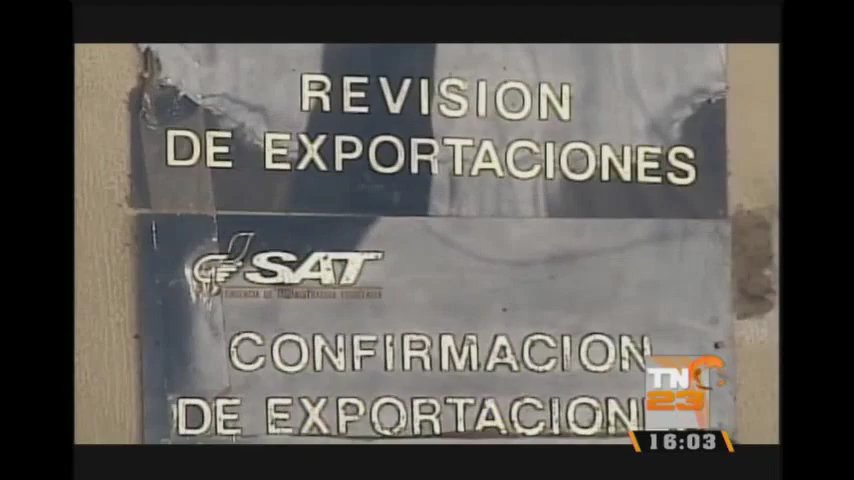 REVISION
DE EXPORTACIONES
SAT
CONFIRMACION
DE EXPORTACION
TN
23
16:03